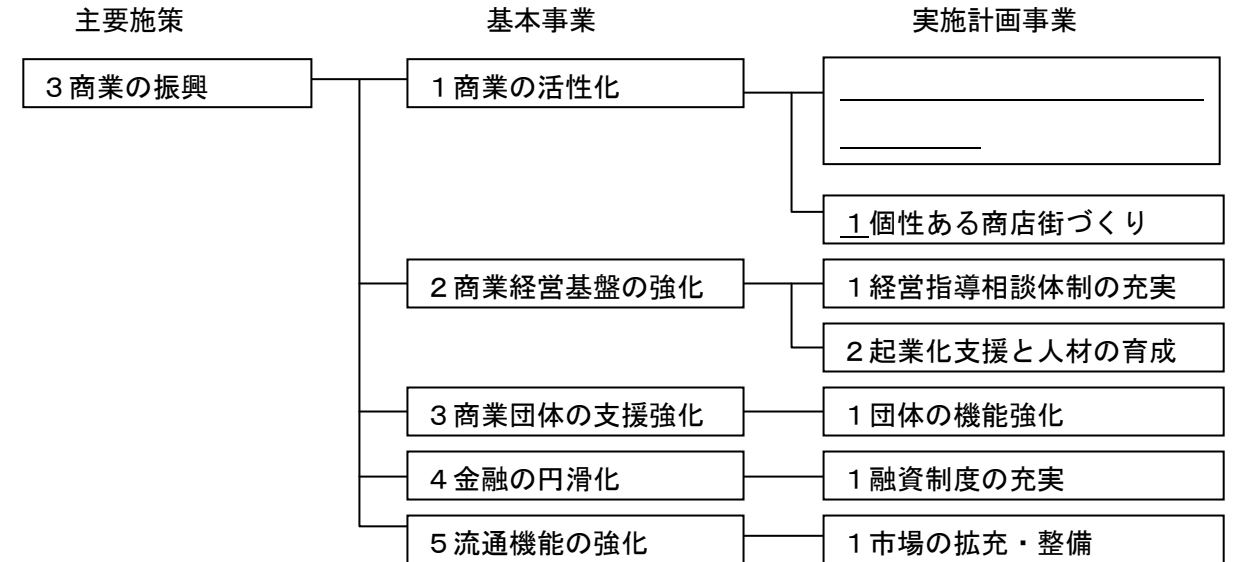 主要施策 基本事業 実施計画事業
3商業の振興 1商業の活性化
1個性ある商店街づくり
2商業経営基盤の強化 1経営指導相談体制の充実
2起業化支援と人材の育成
3商業団体の支援強化 1団体の機能強化
4金融の円滑化 1融資制度の充実
5流通機能の強化 1市場の拡充・整備